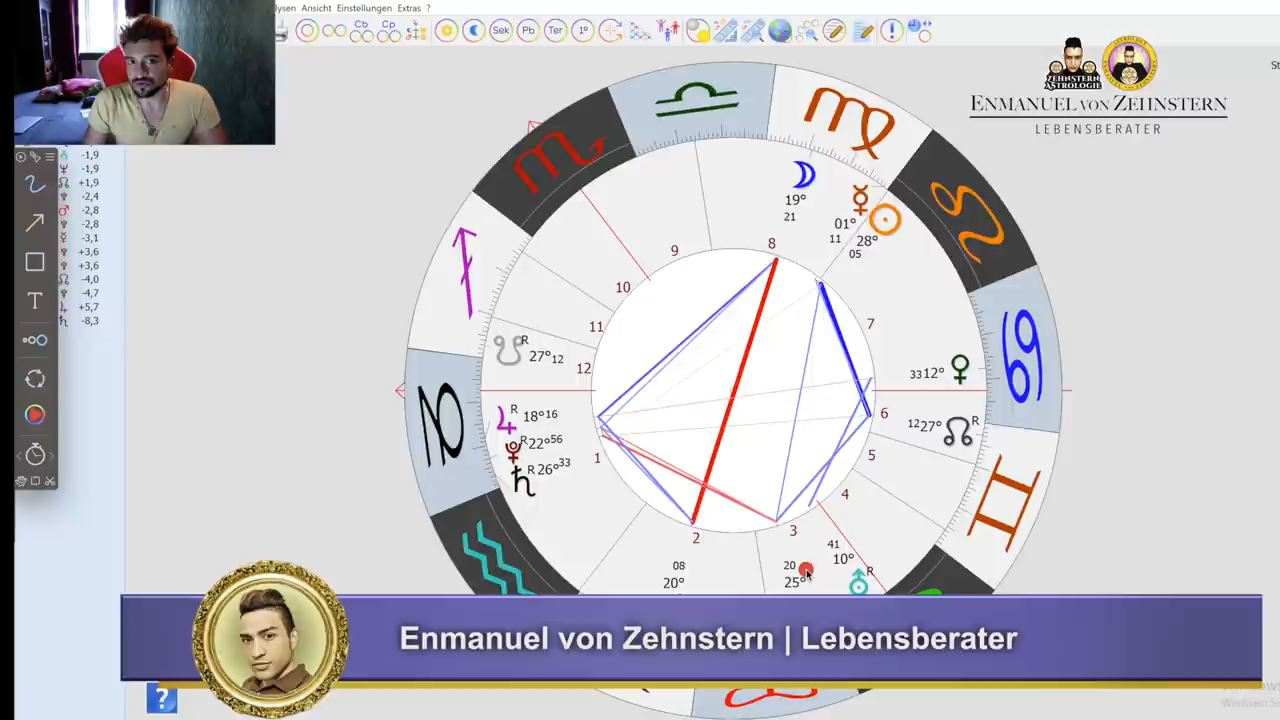 lysen Ansicht Einstellungen Extras ?
Cb
Cp
Sek
Pb
Ter
1º
ZEHNSTERN
ASTROLOGIE
ENMANUEL VON ZEHNSTERN
LEBENSBERATER
St
-1,9
-1,9
+1,9
-2,4
-2,8
-2,8
-3,1
+3,6
+3,6
-4,0
-4,7
+5,7
-8,3
T
19°
21
01°
11
28°
05
9
8
10
7
11
R
27°12
12
33 12°
R
18°16
R 22°56
R 26°33
6
12 27°
R
1
5
4
2
3
08
20°
20
25°
41
10°
R
Enmanuel von Zehnstern | Lebensberater
?